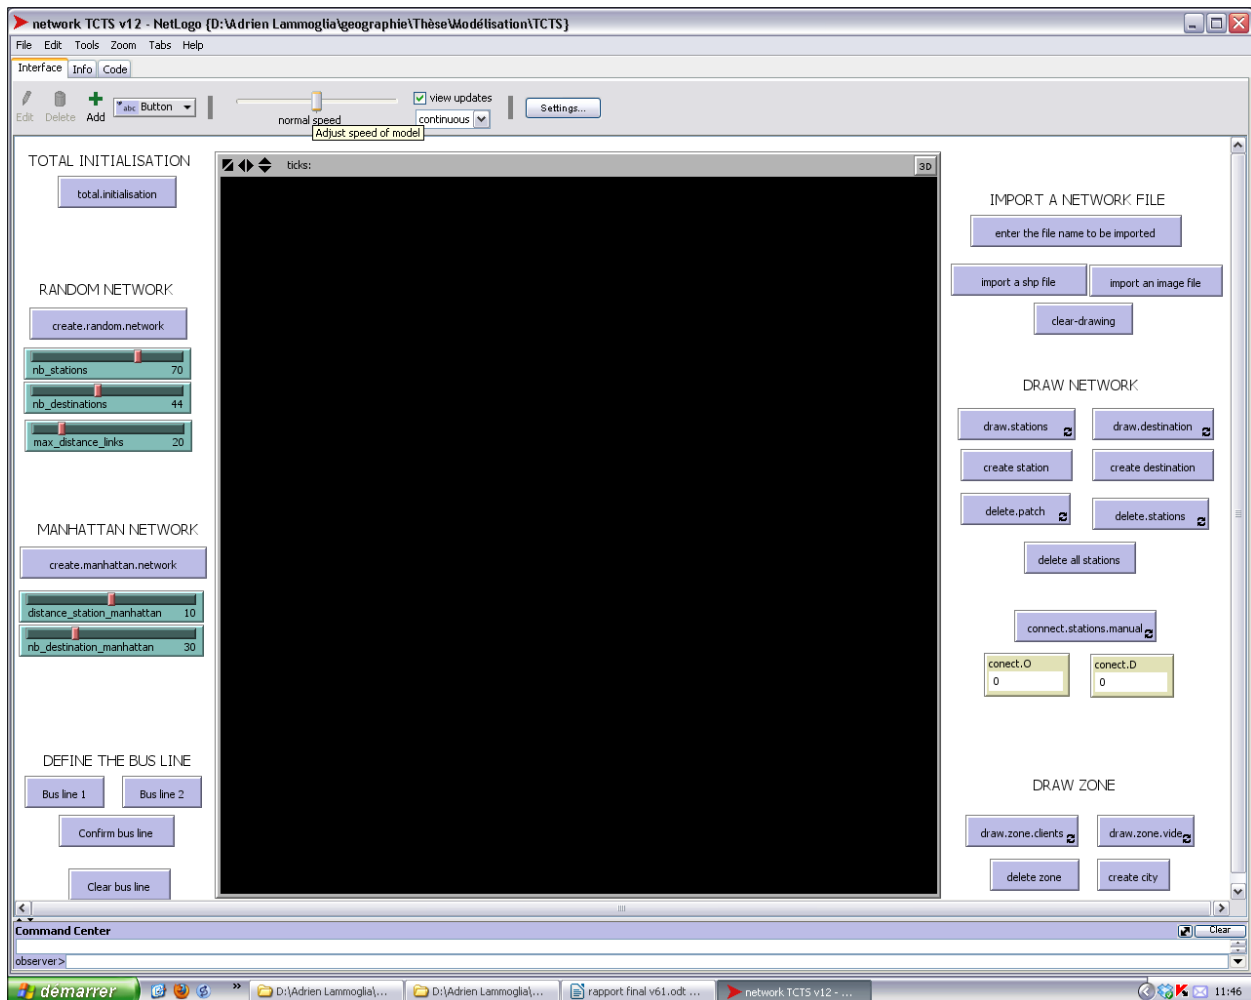 network TCTS v12 - NetLogo {D:\Adrien Lammoglia\geographie\Thèse\Modélisation\TCTS}
File Edit Tools Zoom Tabs Help
Interface Info Code
Edit Delete Add abc Button normal speed view updates continuous Settings...
Adjust speed of model
ticks: 3D
TOTAL INITIALISATION
total.initialisation
RANDOM NETWORK
create.random.network
nb_stations 70
nb_destinations 44
max_distance_links 20
MANHATTAN NETWORK
create.manhattan.network
distance_station_manhattan 10
nb_destination_manhattan 30
DEFINE THE BUS LINE
Bus line 1 Bus line 2
Confirm bus line
Clear bus line
IMPORT A NETWORK FILE
enter the file name to be imported
import a shp file import an image file
clear-drawing
DRAW NETWORK
draw.stations draw.destination
create station create destination
delete.patch delete.stations
delete all stations
connect.stations.manual
conect.O conect.D
0 0
DRAW ZONE
draw.zone.clients draw.zone.vide
delete zone create city
Command Center Clear
observer>
démarrer » D:\Adrien Lammoglia\... D:\Adrien Lammoglia\... rapport final v61.odt ... network TCTS v12 - ... 11:46